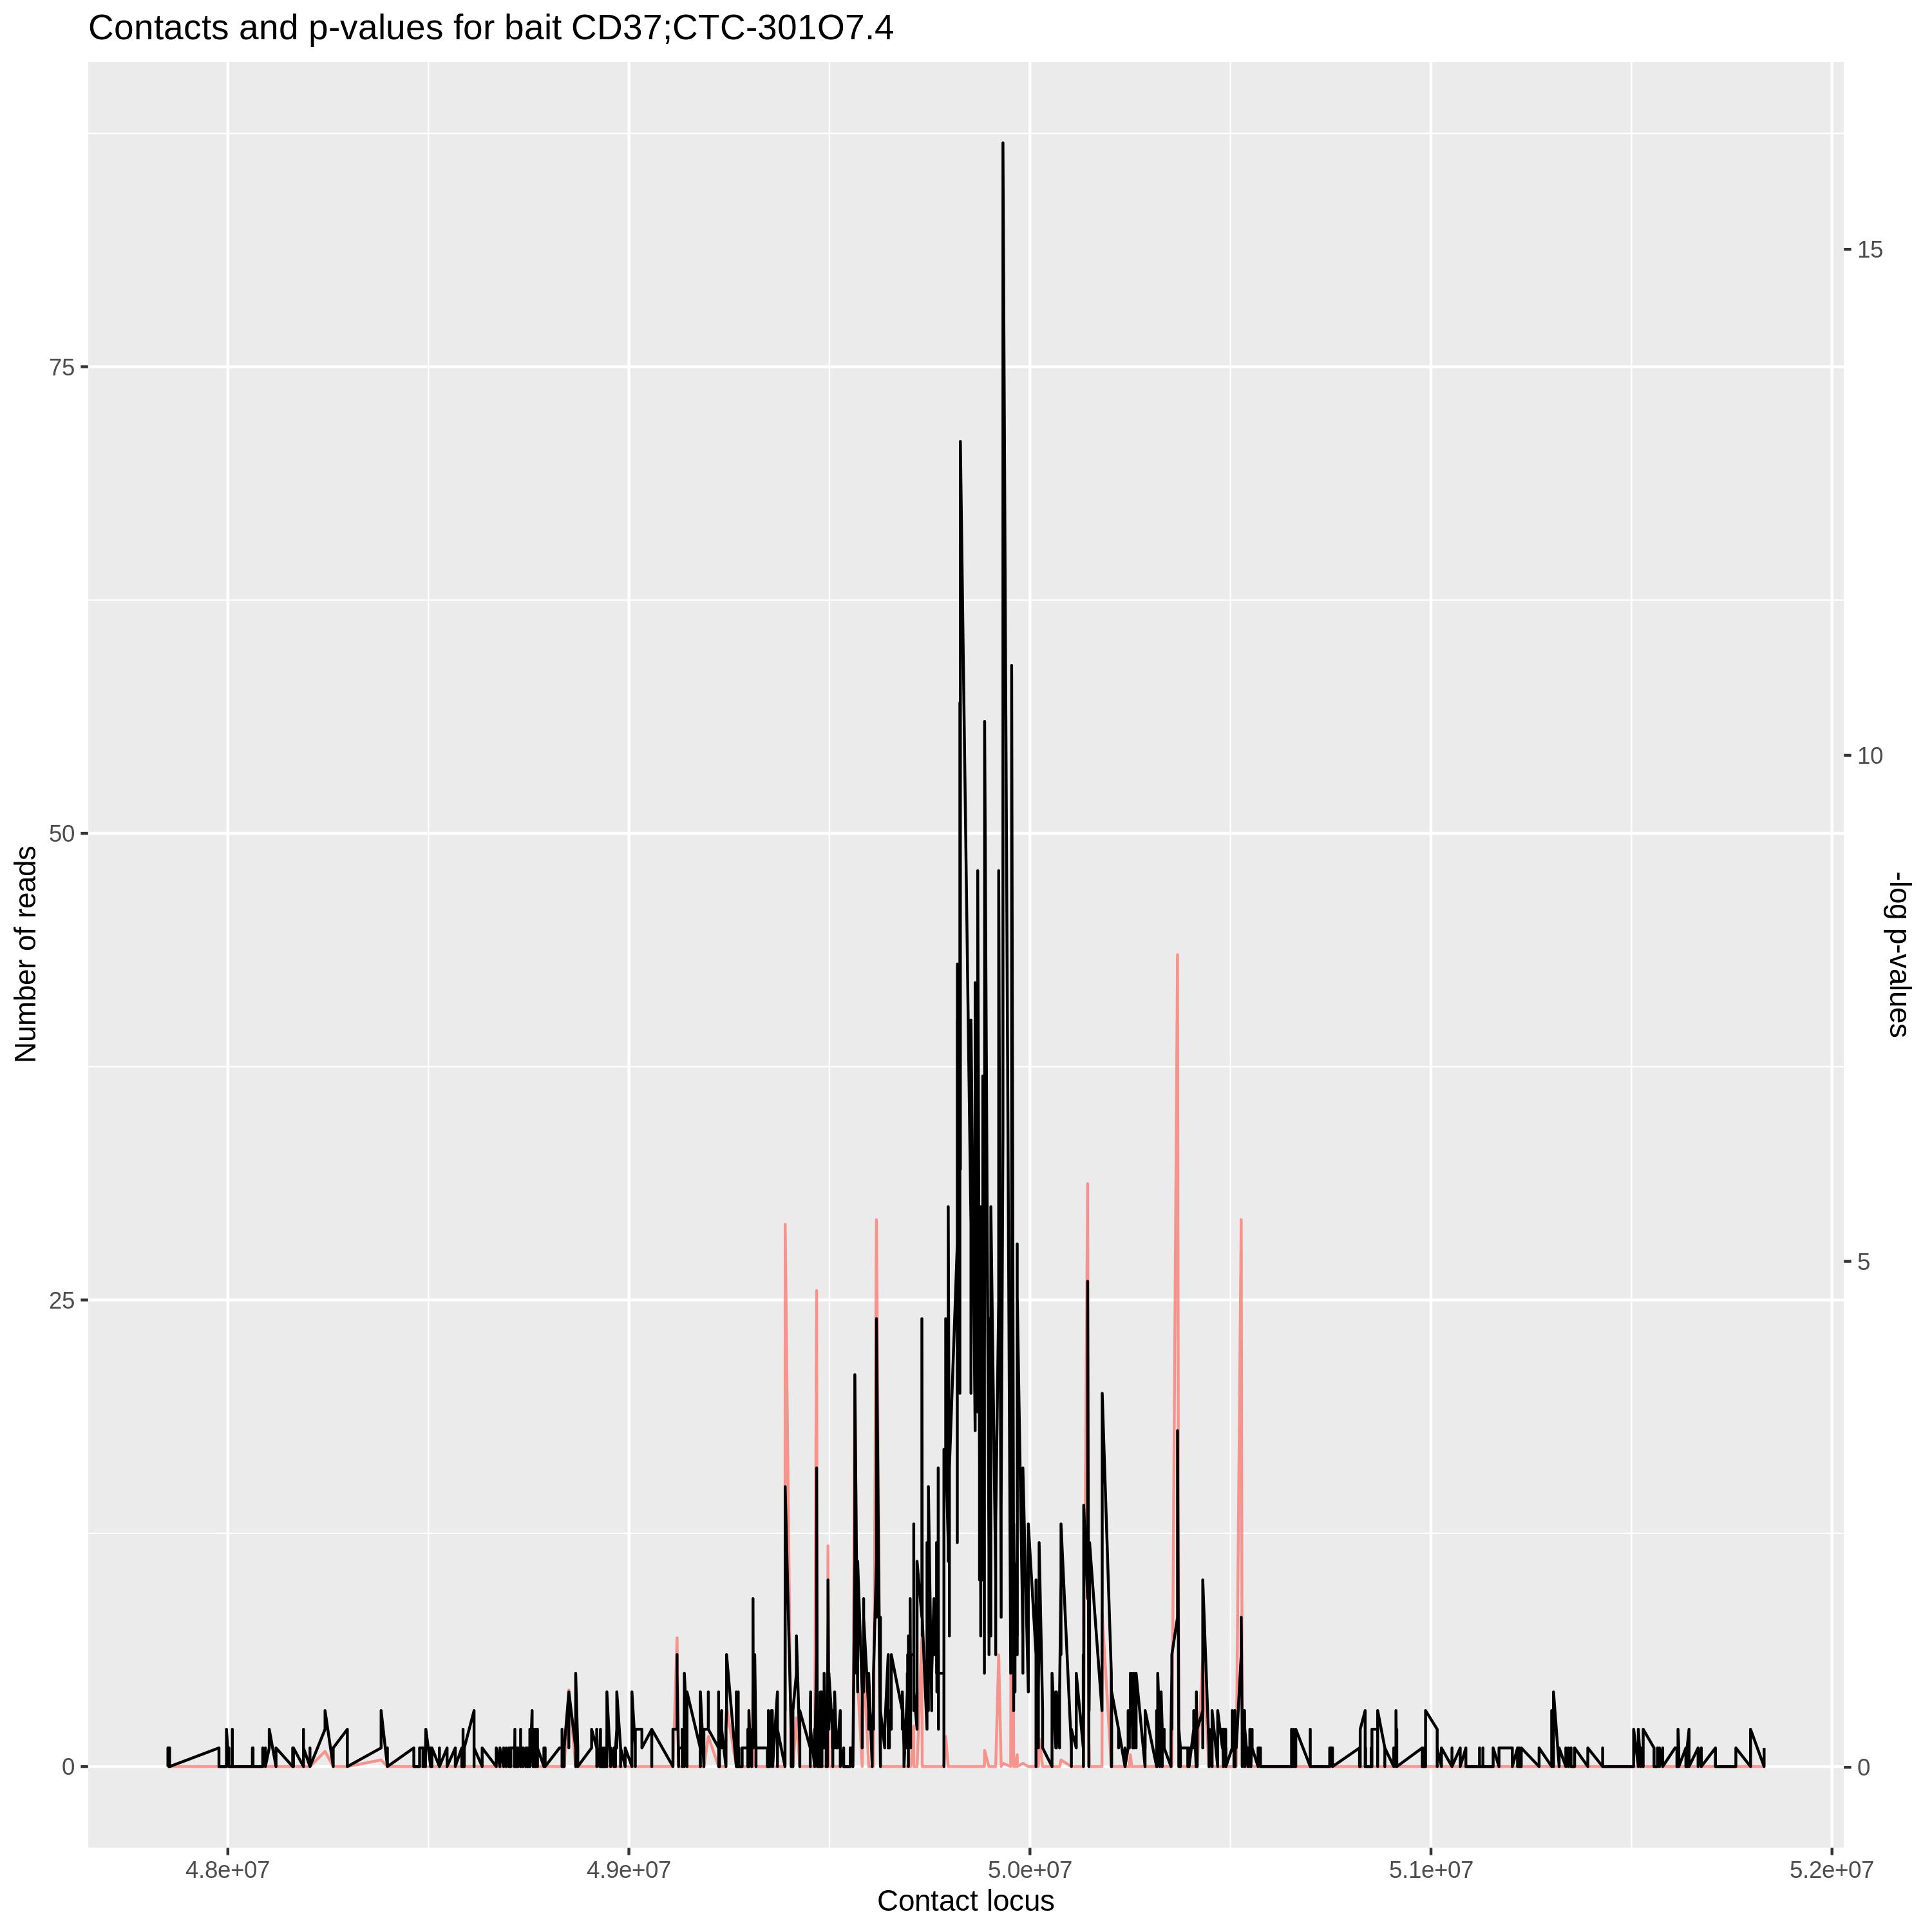 Contacts and p-values for bait CD37;CTC-301O7.4
Number of reads
75
50
25
0
15
10
5
0
-log p-values
4.8e+07
4.9e+07
5.0e+07
5.1e+07
5.2e+07
Contact locus